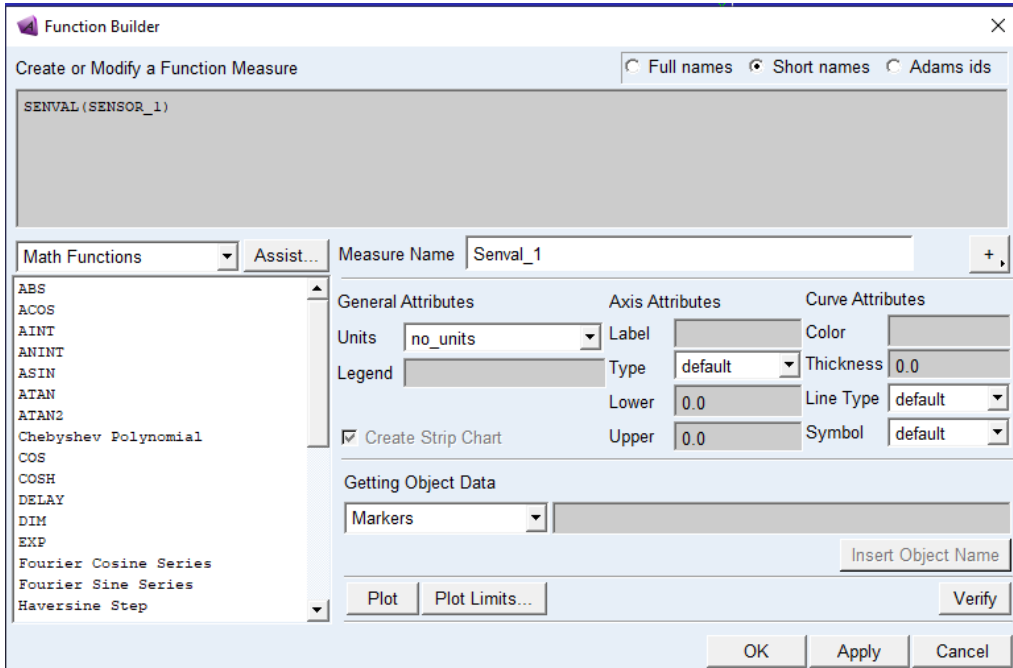 Function Builder
Create or Modify a Function Measure
Full names Short names Adams ids
SENVAL(SENSOR_1)
Math Functions
Assist...
Measure Name Senval_1
+
ABS
ACOS
AINT
ANINT
ASIN
ATAN
ATAN2
Chebyshev Polynomial
COS
COSH
DELAY
DIM
EXP
Fourier Cosine Series
Fourier Sine Series
Haversine Step
General Attributes
Units no_units
Legend
Create Strip Chart
Axis Attributes
Label
Type default
Lower 0.0
Upper 0.0
Curve Attributes
Color
Thickness 0.0
Line Type default
Symbol default
Getting Object Data
Markers
Insert Object Name
Plot Plot Limits... Verify
OK Apply Cancel